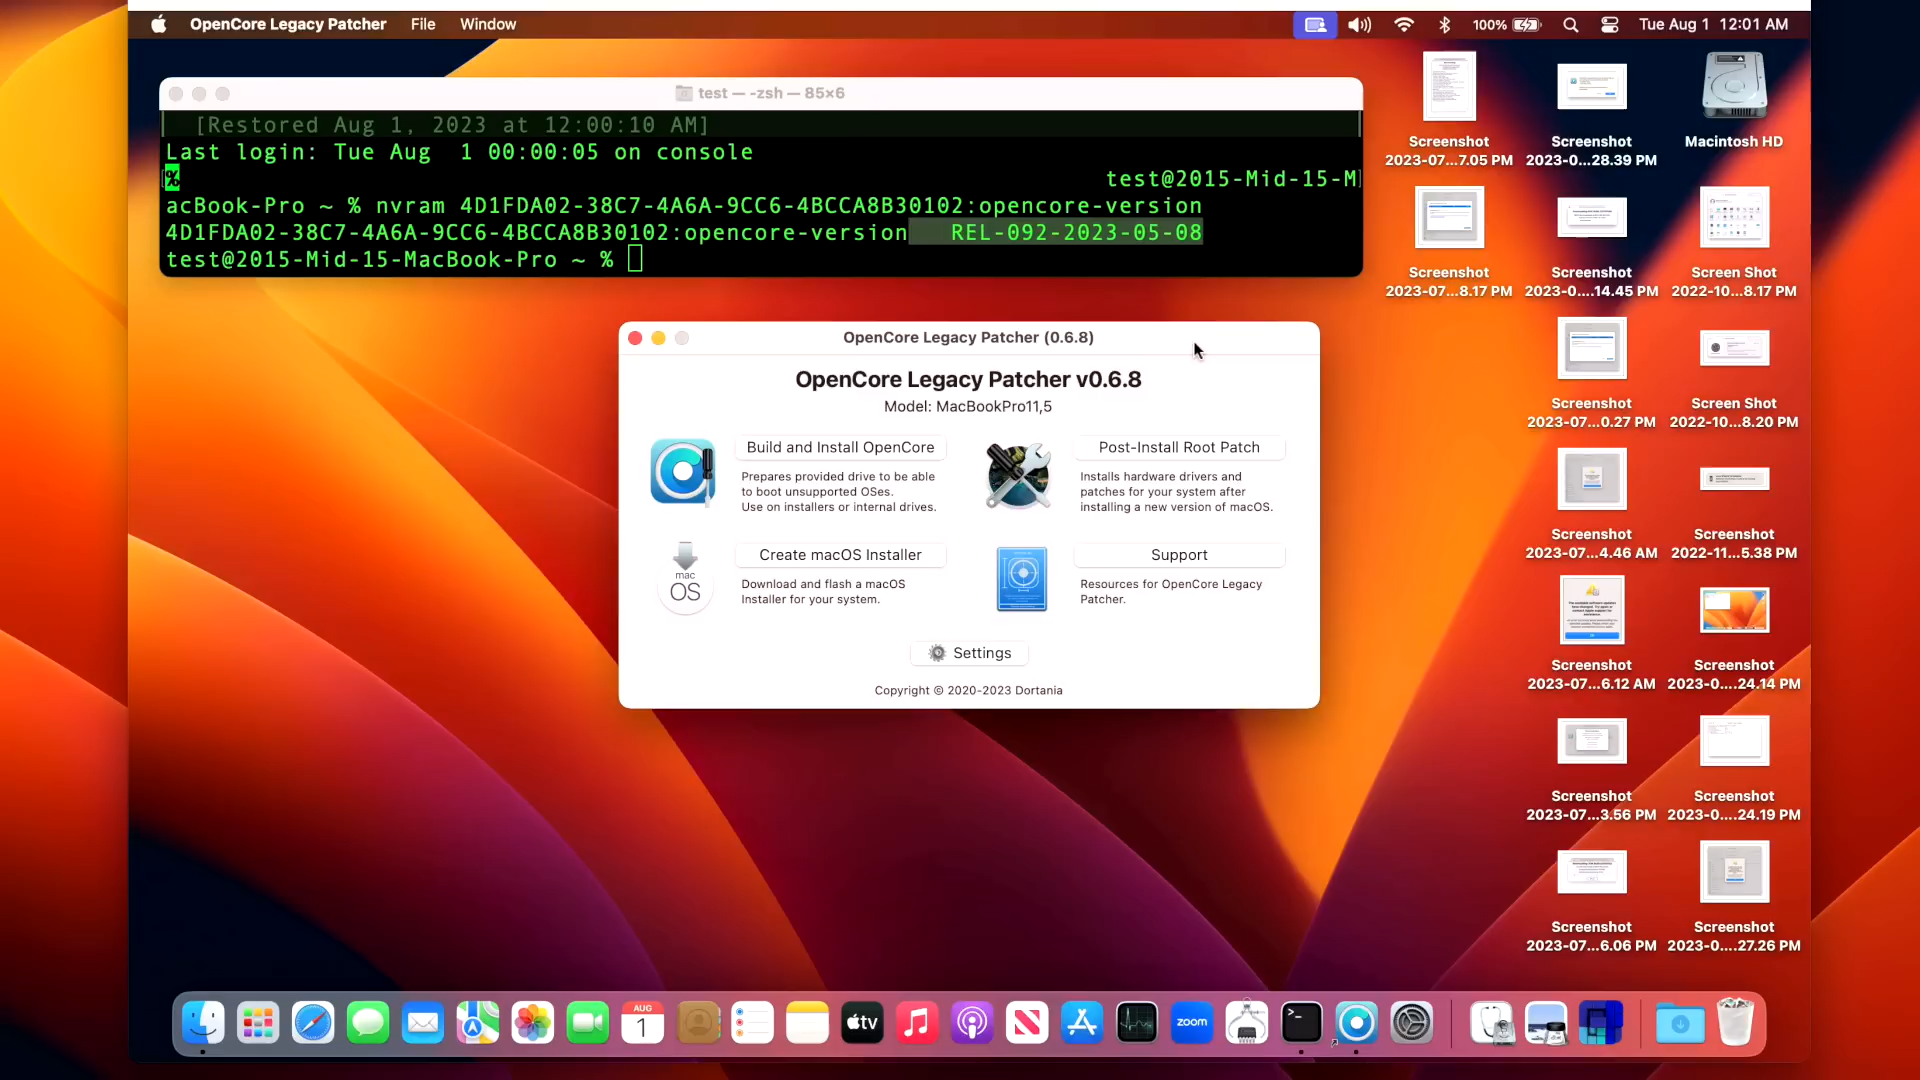 OpenCore Legacy Patcher File Window 100% Tue Aug 1 12:01 AM
test — -zsh — 85×6
[Restored Aug 1, 2023 at 12:00:10 AM]
Last login: Tue Aug  1 00:00:05 on console
% test@2015-Mid-15-M
acBook-Pro ~ % nvram 4D1FDA02-38C7-4A6A-9CC6-4BCCA8B30102:opencore-version
4D1FDA02-38C7-4A6A-9CC6-4BCCA8B30102:opencore-version REL-092-2023-05-08
test@2015-Mid-15-MacBook-Pro ~ %
OpenCore Legacy Patcher (0.6.8)
OpenCore Legacy Patcher v0.6.8
Model: MacBookPro11,5
Build and Install OpenCore
Prepares provided drive to be able
to boot unsupported OSes.
Use on installers or internal drives.
Post-Install Root Patch
Installs hardware drivers and
patches for your system after
installing a new version of macOS.
mac
OS
Create macOS Installer
Download and flash a macOS
Installer for your system.
Support
Resources for OpenCore Legacy
Patcher.
Settings
Copyright © 2020-2023 Dortania
Screenshot
2023-07...7.05 PM
Screenshot
2023-0...28.39 PM
Macintosh HD
Screenshot
2023-07...8.17 PM
Screenshot
2023-0....14.45 PM
Screen Shot
2022-10...8.17 PM
Screenshot
2023-07...0.27 PM
Screen Shot
2022-10...8.20 PM
Screenshot
2023-07...4.46 AM
Screenshot
2022-11...5.38 PM
Screenshot
2023-07...6.12 AM
Screenshot
2023-0....24.14 PM
Screenshot
2023-07...3.56 PM
Screenshot
2023-0....24.19 PM
Screenshot
2023-07...6.06 PM
Screenshot
2023-0....27.26 PM
AUG
1
tv
zoom
>_